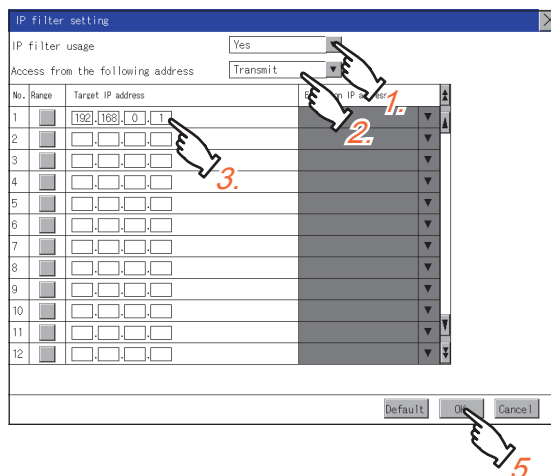 IP filter setting
IP filter usage Yes
1.
Access from the following address Transmit
2.
No. Range Target IP address IP
1 192.168.0.1
3.
2 . . .
3 . . .
4 . . .
5 . . .
6 . . .
7 . . .
8 . . .
9 . . .
10 . . .
11 . . .
12 . . .
Default OK Cancel
5.